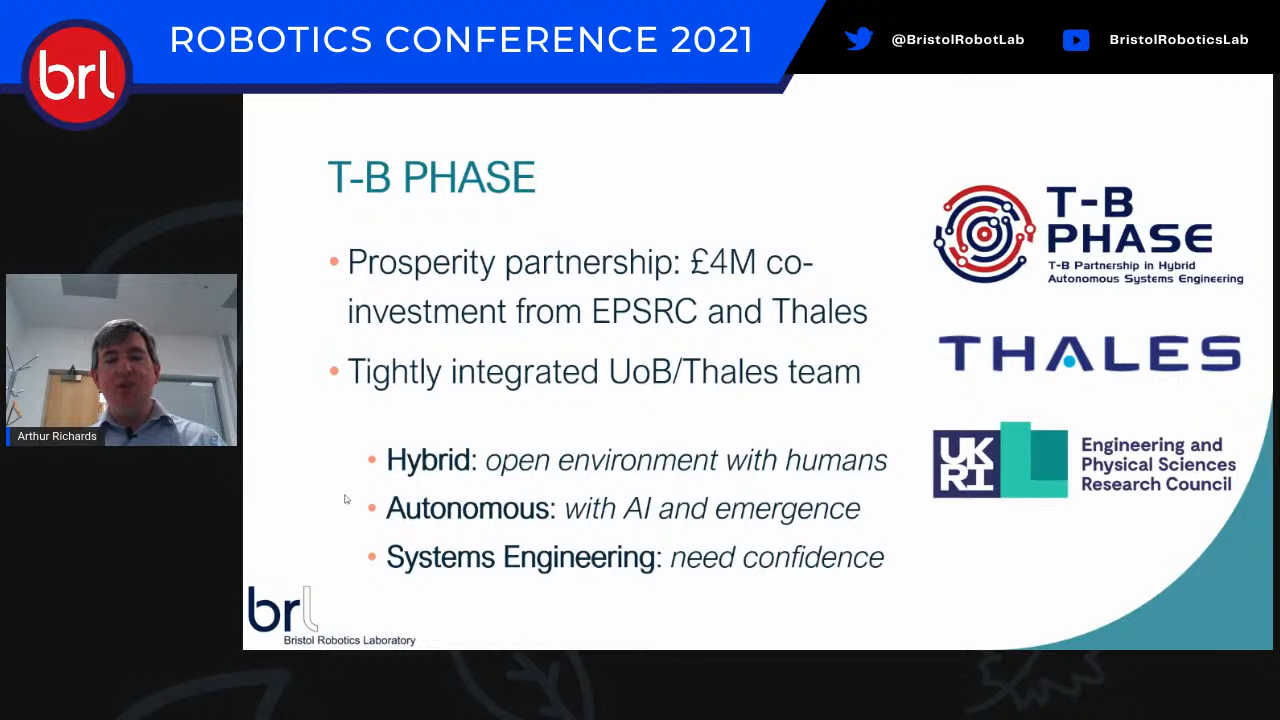 brl
ROBOTICS CONFERENCE 2021
@BristolRobotLab
BristolRoboticsLab
T-B PHASE
• Prosperity partnership: £4M co-
investment from EPSRC and Thales
• Tightly integrated UoB/Thales team
• Hybrid: open environment with humans
• Autonomous: with AI and emergence
• Systems Engineering: need confidence
T-B
PHASE
T-B Partnership in Hybrid
Autonomous Systems Engineering
THALES
UK
RI
Engineering and
Physical Sciences
Research Council
Arthur Richards
brl
Bristol Robotics Laboratory